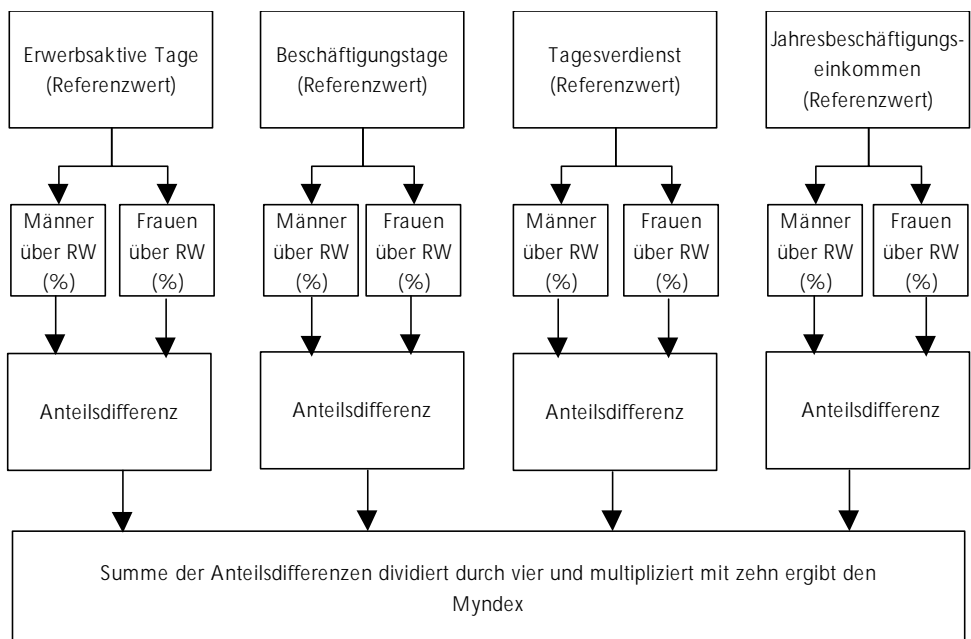 Erwerbsaktive Tage
(Referenzwert)
Beschäftigungstage
(Referenzwert)
Tagesverdienst
(Referenzwert)
Jahresbeschäftigungs-
einkommen
(Referenzwert)
Männer
über RW
(%)
Frauen
über RW
(%)
Männer
über RW
(%)
Frauen
über RW
(%)
Männer
über RW
(%)
Frauen
über RW
(%)
Männer
über RW
(%)
Frauen
über RW
(%)
Anteilsdifferenz
Anteilsdifferenz
Anteilsdifferenz
Anteilsdifferenz
Summe der Anteilsdifferenzen dividiert durch vier und multipliziert mit zehn ergibt den
Myndex